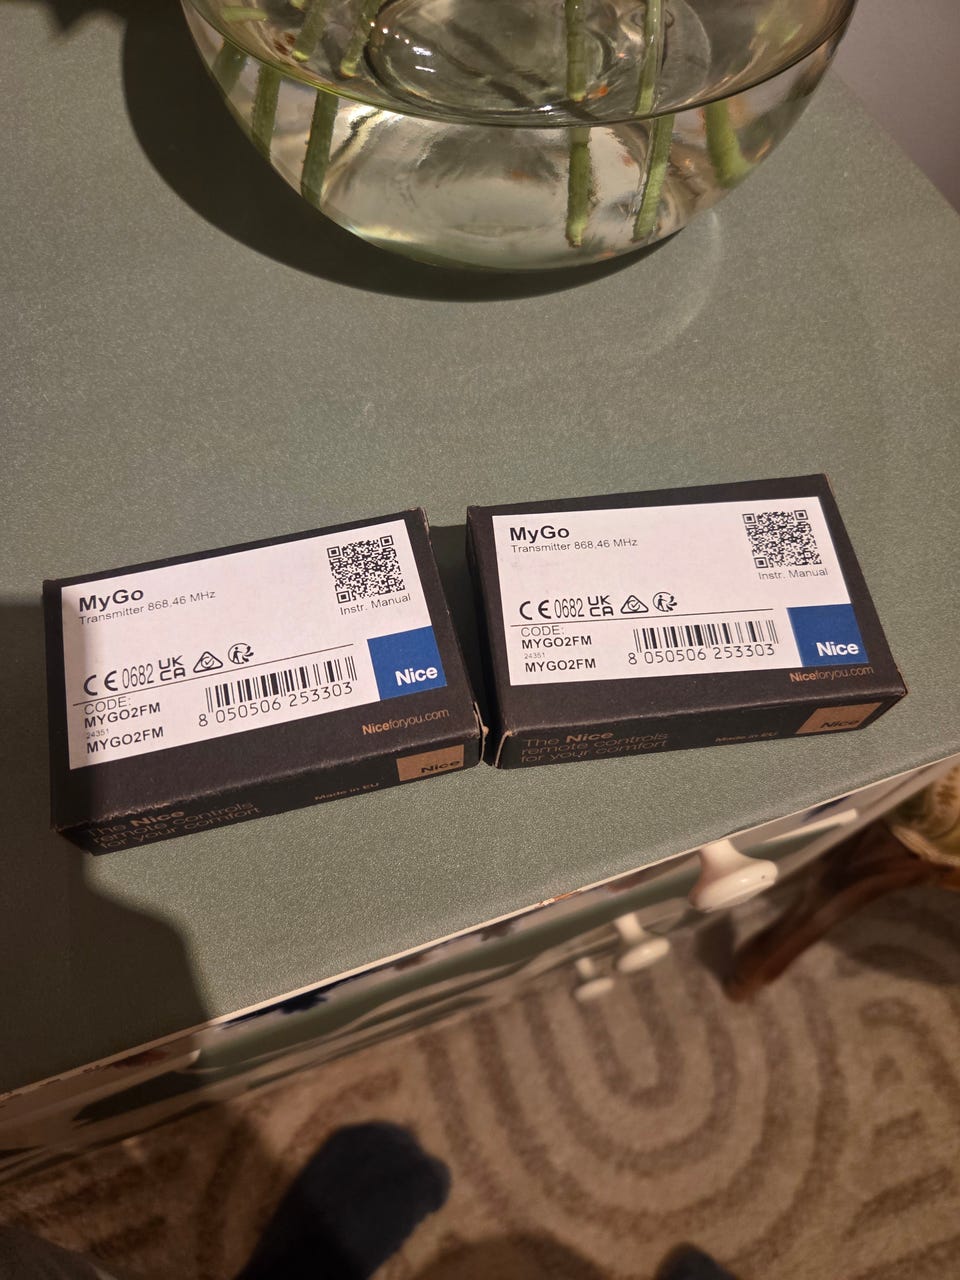 MyGo
Transmitter 868,46 MHz
Instr. Manual
CE 0682 UK CA
CODE:
MYGO2FM
24351
MYGO2FM
8 050506 253303
Nice
Niceforyou.com
The Nice
remote controls
for your comfort
Made in EU
Nice
MyGo
Transmitter 868,46 MHz
Instr. Manual
CE 0682 UK CA
CODE:
MYGO2FM
24351
MYGO2FM
8 050506 253303
Nice
Niceforyou.com
The Nice
remote controls
for your comfort
Made in EU
Nice